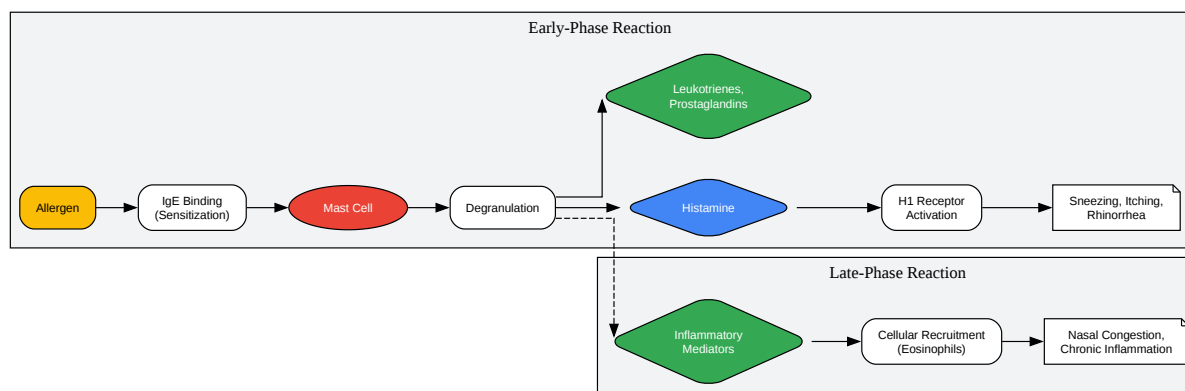 Early-Phase Reaction
Leukotrienes,
Prostaglandins
Allergen
IgE Binding
(Sensitization)
Mast Cell
Degranulation
Histamine
H1 Receptor
Activation
Sneezing, Itching,
Rhinorrhea
Late-Phase Reaction
Inflammatory
Mediators
Cellular Recruitment
(Eosinophils)
Nasal Congestion,
Chronic Inflammation